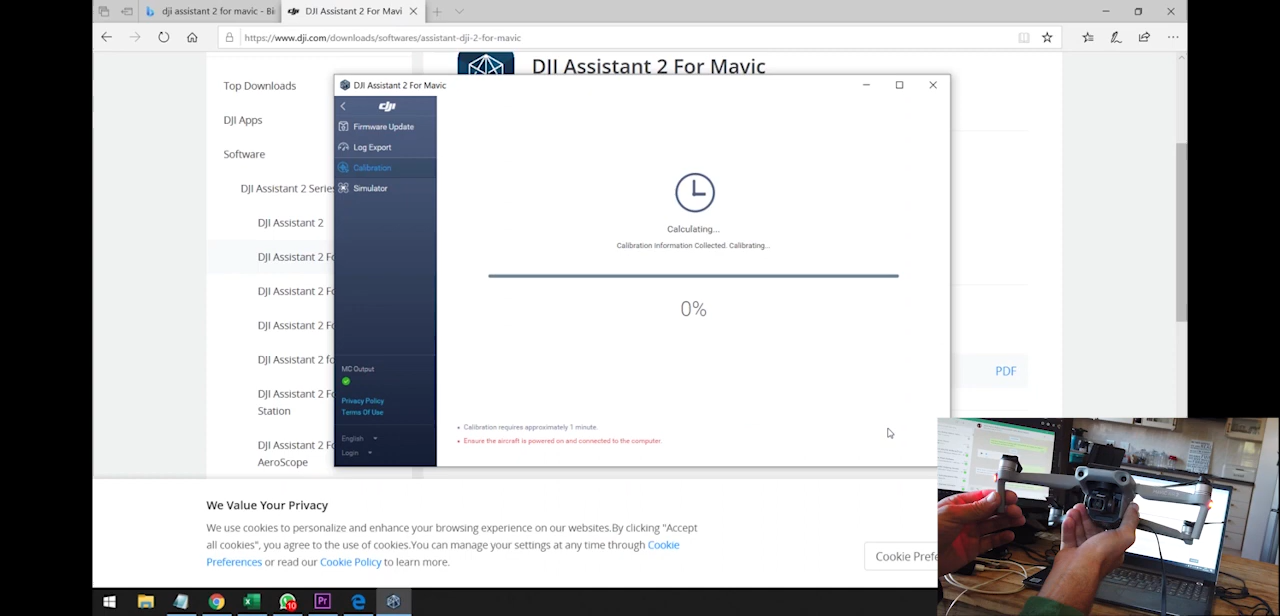 dji assistant 2 for mavic - Bi
DJI Assistant 2 For Mavi
https://www.dji.com/downloads/softwares/assistant-dji-2-for-mavic
DJI Assistant 2 For Mavic
Top Downloads
DJI Apps
Software
DJI Assistant 2 Series
DJI Assistant 2
DJI Assistant 2 Fo
DJI Assistant 2 Fo
DJI Assistant 2 Fo
DJI Assistant 2 fo
DJI Assistant 2 Fo
Station
DJI Assistant 2 Fo
AeroScope
DJI Assistant 2 For Mavic
dji
Firmware Update
Log Export
Calibration
Simulator
MC Output
Privacy Policy
Terms Of Use
English
Login
Calculating...
Calibration Information Collected. Calibrating...
0%
• Calibration requires approximately 1 minute.
• Ensure the aircraft is powered on and connected to the computer.
PDF
We Value Your Privacy
We use cookies to personalize and enhance your browsing experience on our websites.By clicking "Accept
all cookies", you agree to the use of cookies.You can manage your settings at any time through Cookie
Preferences or read our Cookie Policy to learn more.
Cookie Prefe
10
Pr